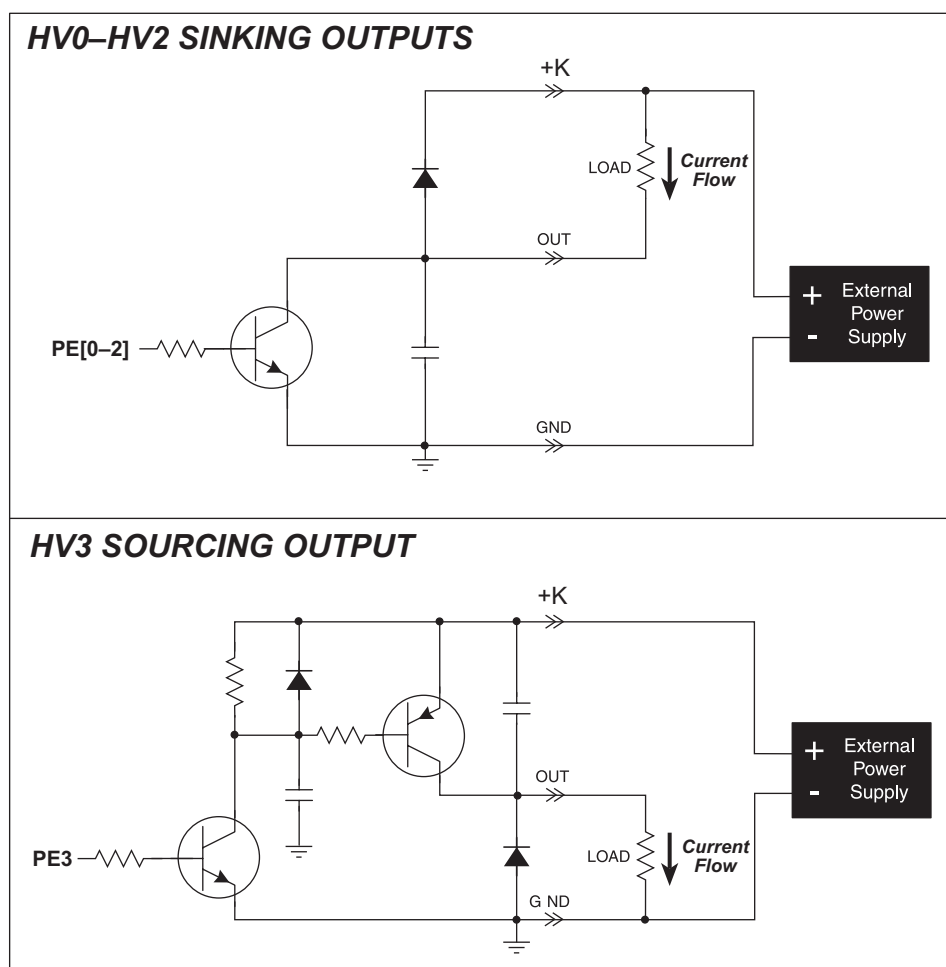 HV0–HV2 SINKING OUTPUTS
+K
LOAD
Current
Flow
OUT
+ External
Power
- Supply
PE[0–2]
GND
HV3 SOURCING OUTPUT
+K
+ External
Power
- Supply
OUT
PE3
LOAD
Current
Flow
G ND